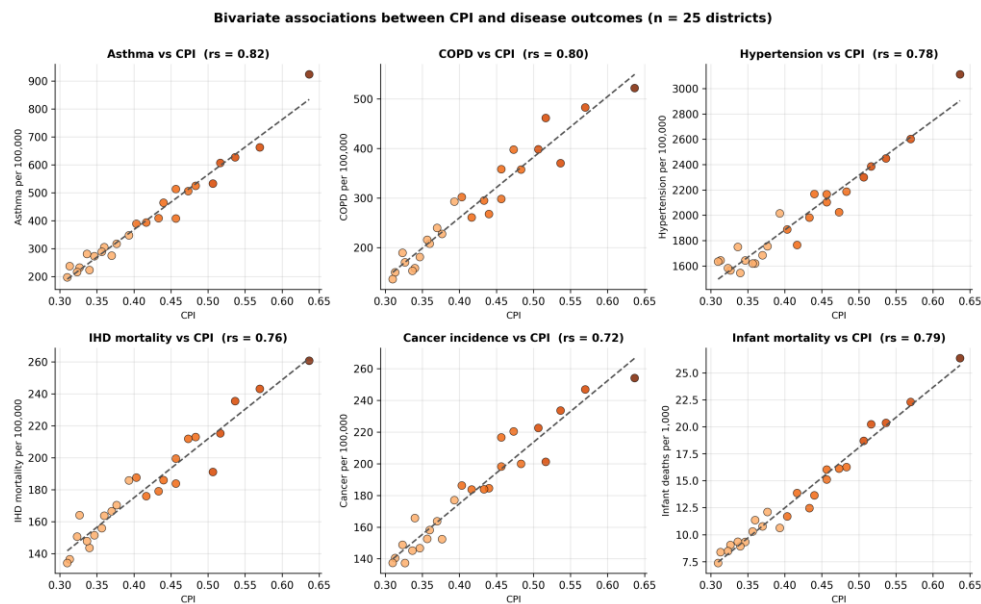 Bivariate associations between CPI and disease outcomes (n = 25 districts)
Asthma vs CPI (rs = 0.82)
Asthma per 100,000
900
800
700
600
500
400
300
200
0.30 0.35 0.40 0.45 0.50 0.55 0.60 0.65
CPI
COPD vs CPI (rs = 0.80)
COPD per 100,000
500
400
300
200
0.30 0.35 0.40 0.45 0.50 0.55 0.60 0.65
CPI
Hypertension vs CPI (rs = 0.78)
Hypertension per 100,000
3000
2800
2600
2400
2200
2000
1800
1600
0.30 0.35 0.40 0.45 0.50 0.55 0.60 0.65
CPI
IHD mortality vs CPI (rs = 0.76)
IHD mortality per 100,000
260
240
220
200
180
160
140
0.30 0.35 0.40 0.45 0.50 0.55 0.60 0.65
CPI
Cancer incidence vs CPI (rs = 0.72)
Cancer per 100,000
260
240
220
200
180
160
140
0.30 0.35 0.40 0.45 0.50 0.55 0.60 0.65
CPI
Infant mortality vs CPI (rs = 0.79)
Infant deaths per 1,000
25.0
22.5
20.0
17.5
15.0
12.5
10.0
7.5
0.30 0.35 0.40 0.45 0.50 0.55 0.60 0.65
CPI